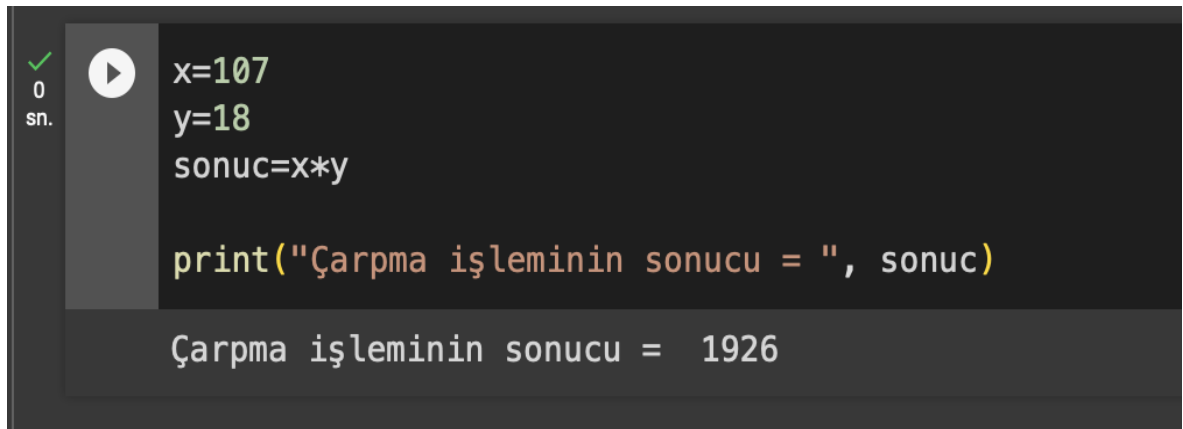 0
sn.
x=107
y=18
sonuc=x*y
print("Çarpma işleminin sonucu = ", sonuc)
Çarpma işleminin sonucu =  1926